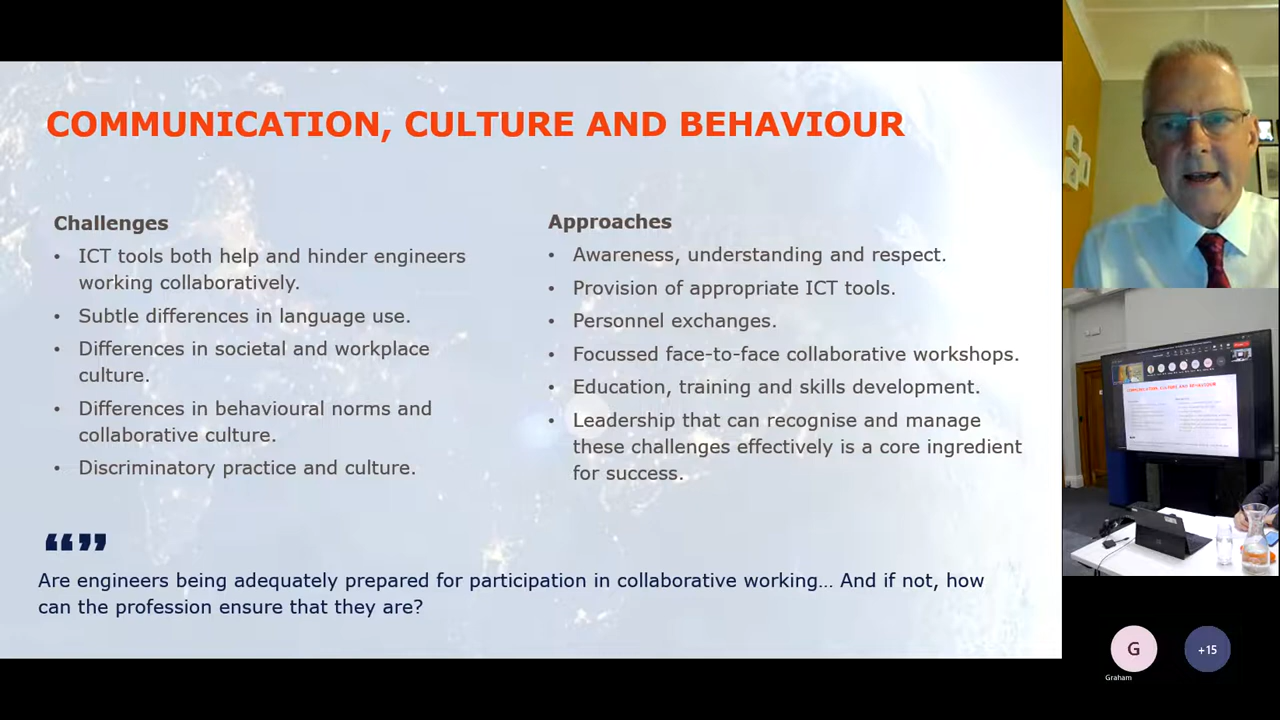 COMMUNICATION, CULTURE AND BEHAVIOUR
Challenges
• ICT tools both help and hinder engineers
working collaboratively.
• Subtle differences in language use.
• Differences in societal and workplace
culture.
• Differences in behavioural norms and
collaborative culture.
• Discriminatory practice and culture.
Approaches
• Awareness, understanding and respect.
• Provision of appropriate ICT tools.
• Personnel exchanges.
• Focussed face-to-face collaborative workshops.
• Education, training and skills development.
• Leadership that can recognise and manage
these challenges effectively is a core ingredient
for success.
“”
Are engineers being adequately prepared for participation in collaborative working… And if not, how
can the profession ensure that they are?
COMMUNICATION, CULTURE AND BEHAVIOUR
G
Graham
+15